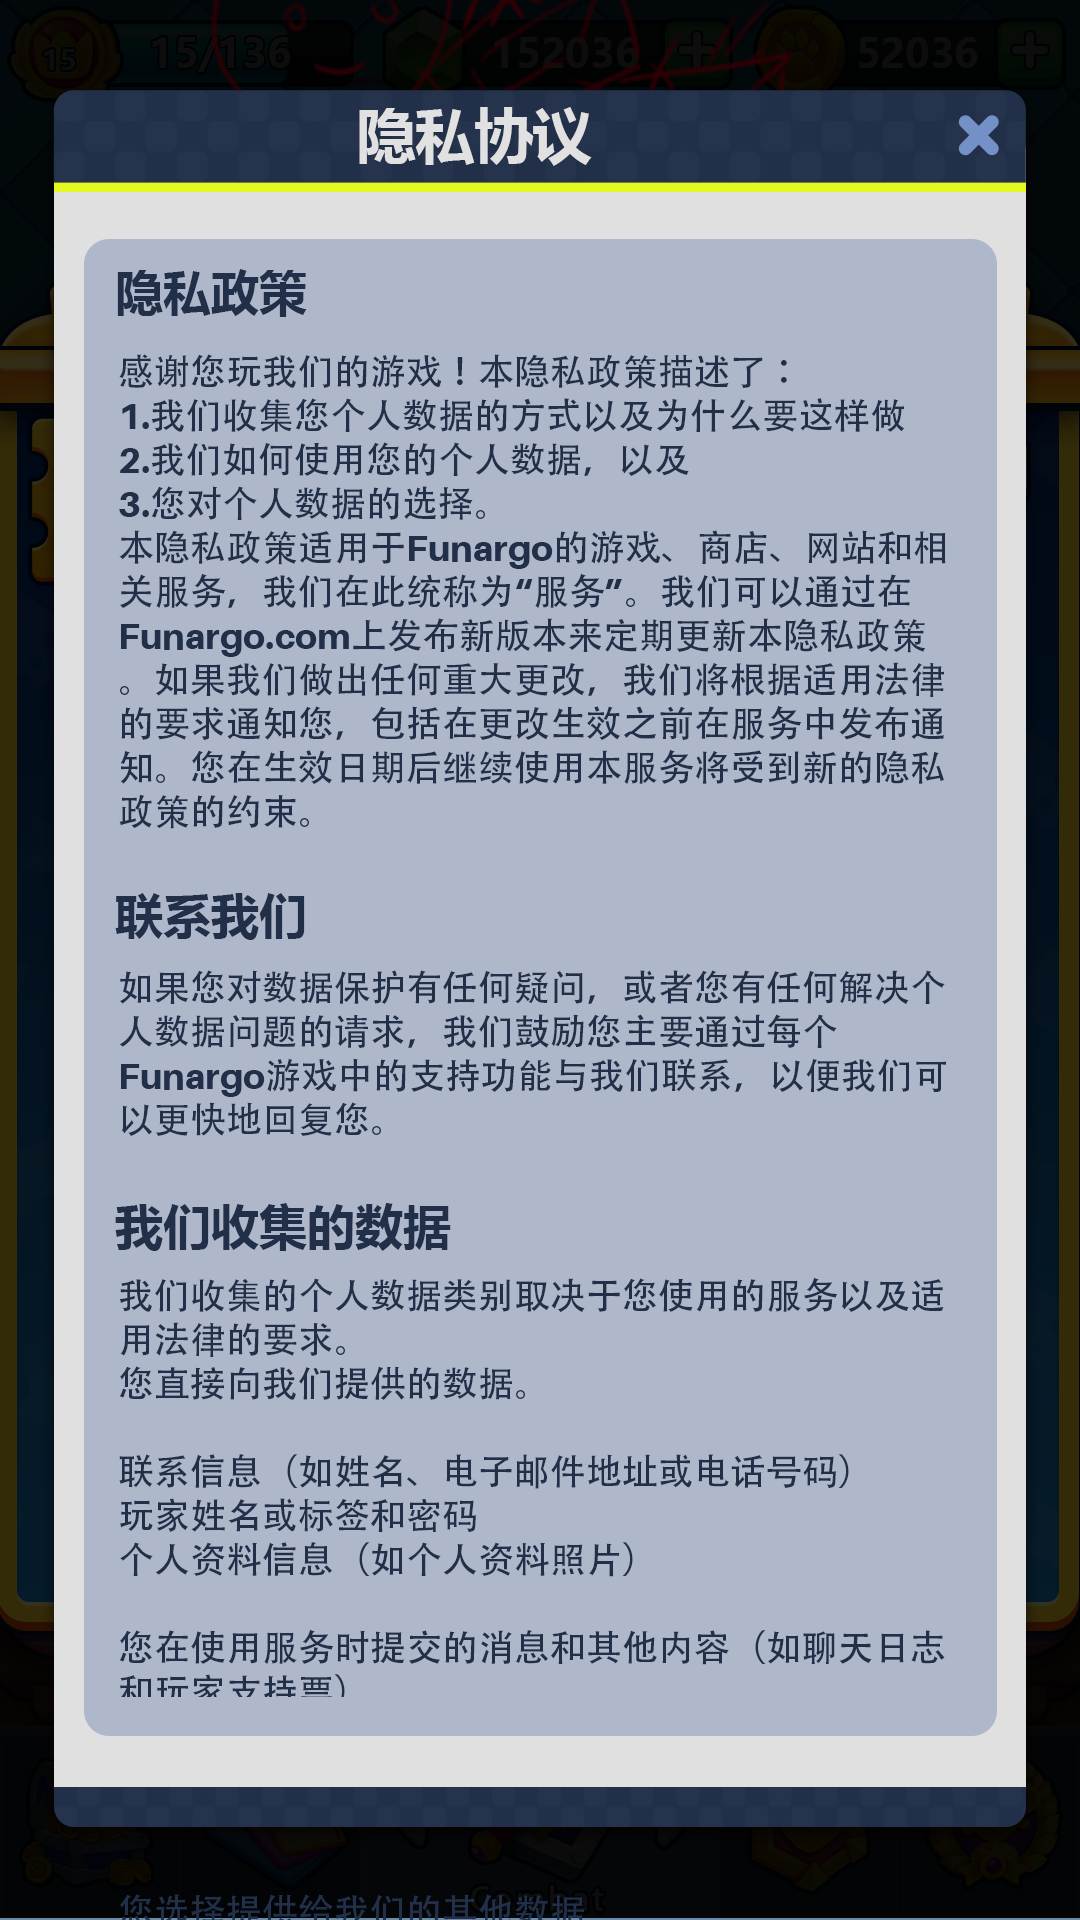 15
15/136
152036
52036
隐私协议
隐私政策
感谢您玩我们的游戏！本隐私政策描述了：
1.我们收集您个人数据的方式以及为什么要这样做
2.我们如何使用您的个人数据，以及
3.您对个人数据的选择。
本隐私政策适用于Funargo的游戏、商店、网站和相
关服务，我们在此统称为“服务”。我们可以通过在
Funargo.com上发布新版本来定期更新本隐私政策
。如果我们做出任何重大更改，我们将根据适用法律
的要求通知您，包括在更改生效之前在服务中发布通
知。您在生效日期后继续使用本服务将受到新的隐私
政策的约束。
联系我们
如果您对数据保护有任何疑问，或者您有任何解决个
人数据问题的请求，我们鼓励您主要通过每个
Funargo游戏中的支持功能与我们联系，以便我们可
以更快地回复您。
我们收集的数据
我们收集的个人数据类别取决于您使用的服务以及适
用法律的要求。
您直接向我们提供的数据。
联系信息（如姓名、电子邮件地址或电话号码）
玩家姓名或标签和密码
个人资料信息（如个人资料照片）
您在使用服务时提交的消息和其他内容（如聊天日志
和玩家支持票）
Combat
您选择提供给我们的其他数据